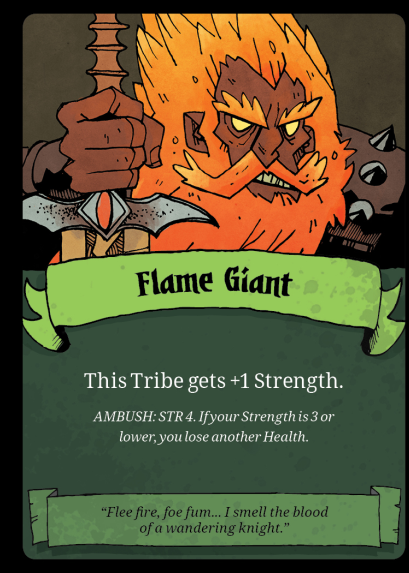 Flame Giant
This Tribe gets +1 Strength.
AMBUSH: STR 4. If your Strength is 3 or
lower, you lose another Health.
“Flee fire, foe fum... I smell the blood
of a wandering knight.”